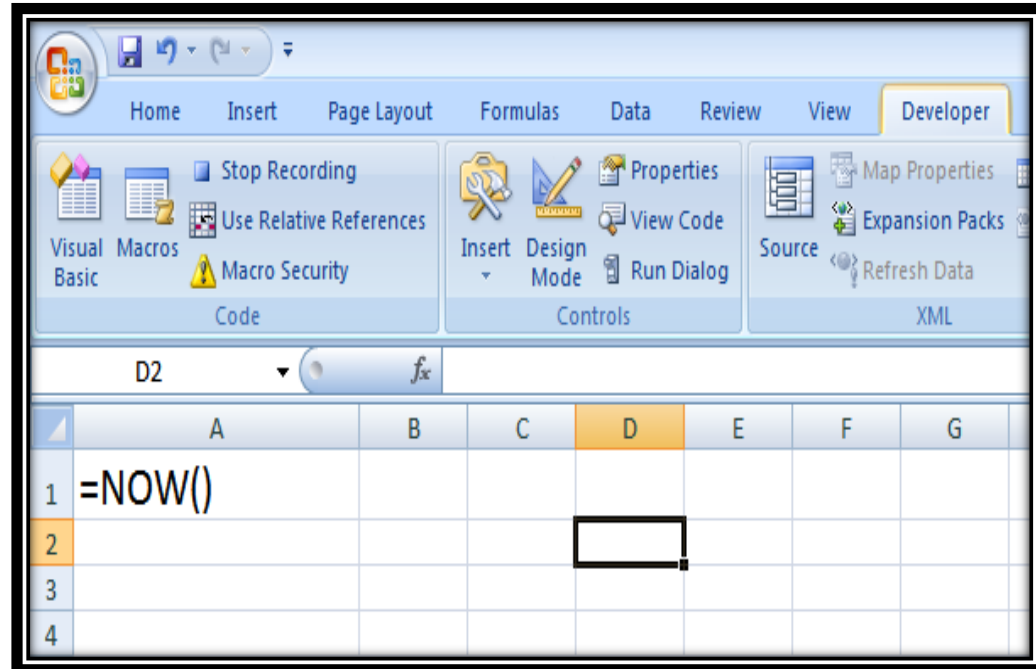 Home Insert Page Layout Formulas Data Review View Developer
Visual Basic
Macros
Stop Recording
Use Relative References
Macro Security
Code
Insert
Design Mode
Properties
View Code
Run Dialog
Controls
Source
Map Properties
Expansion Packs
Refresh Data
XML
D2 fx
A B C D E F G
1 =NOW()
2
3
4